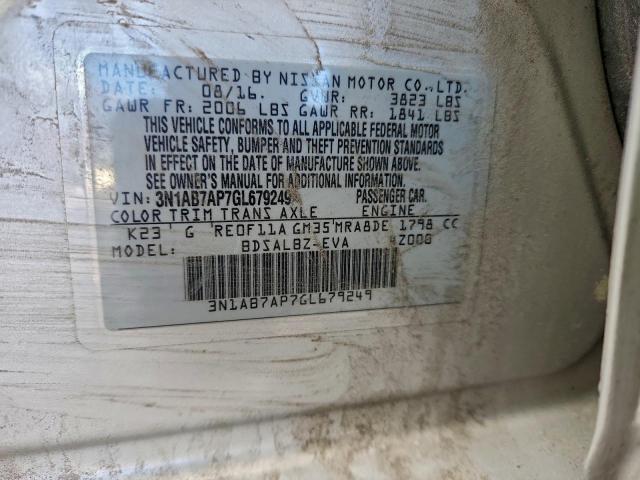 MANUFACTURED BY NISSAN MOTOR CO.,LTD.
DATE: 08/16. GVWR: 3823 LBS
GAWR FR: 2006 LBS GAWR RR: 1841 LBS
THIS VEHICLE CONFORMS TO ALL APPLICABLE FEDERAL MOTOR
VEHICLE SAFETY, BUMPER AND THEFT PREVENTION STANDARDS
IN EFFECT ON THE DATE OF MANUFACTURE SHOWN ABOVE.
SEE OWNER'S MANUAL FOR ADDITIONAL INFORMATION.
VIN: 3N1AB7AP7GL679249 PASSENGER CAR.
COLOR TRIM TRANS AXLE ENGINE
K23 G RE0F11A GM35 MRA8DE 1798 CC
MODEL: BDSALBZ-EVA 4Z000
3N1AB7AP7GL679249